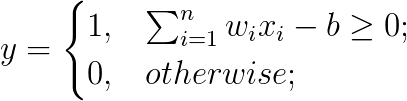 y = { 1, ∑_{i=1}^{n} w_i x_i − b ≥ 0;
0, otherwise;